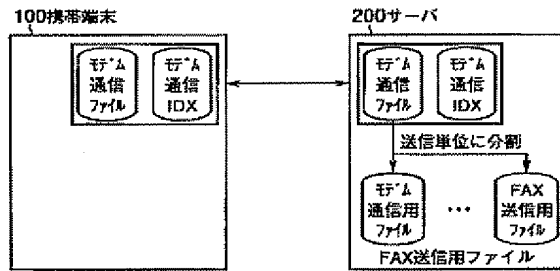 100携帯端末
モデム
通信
ファイル
モデム
通信
IDX
200サーバ
モデム
通信
ファイル
モデム
通信
IDX
送信単位に分割
モデム
通信用
ファイル
･･･
FAX
送信用
ファイル
FAX送信用ファイル